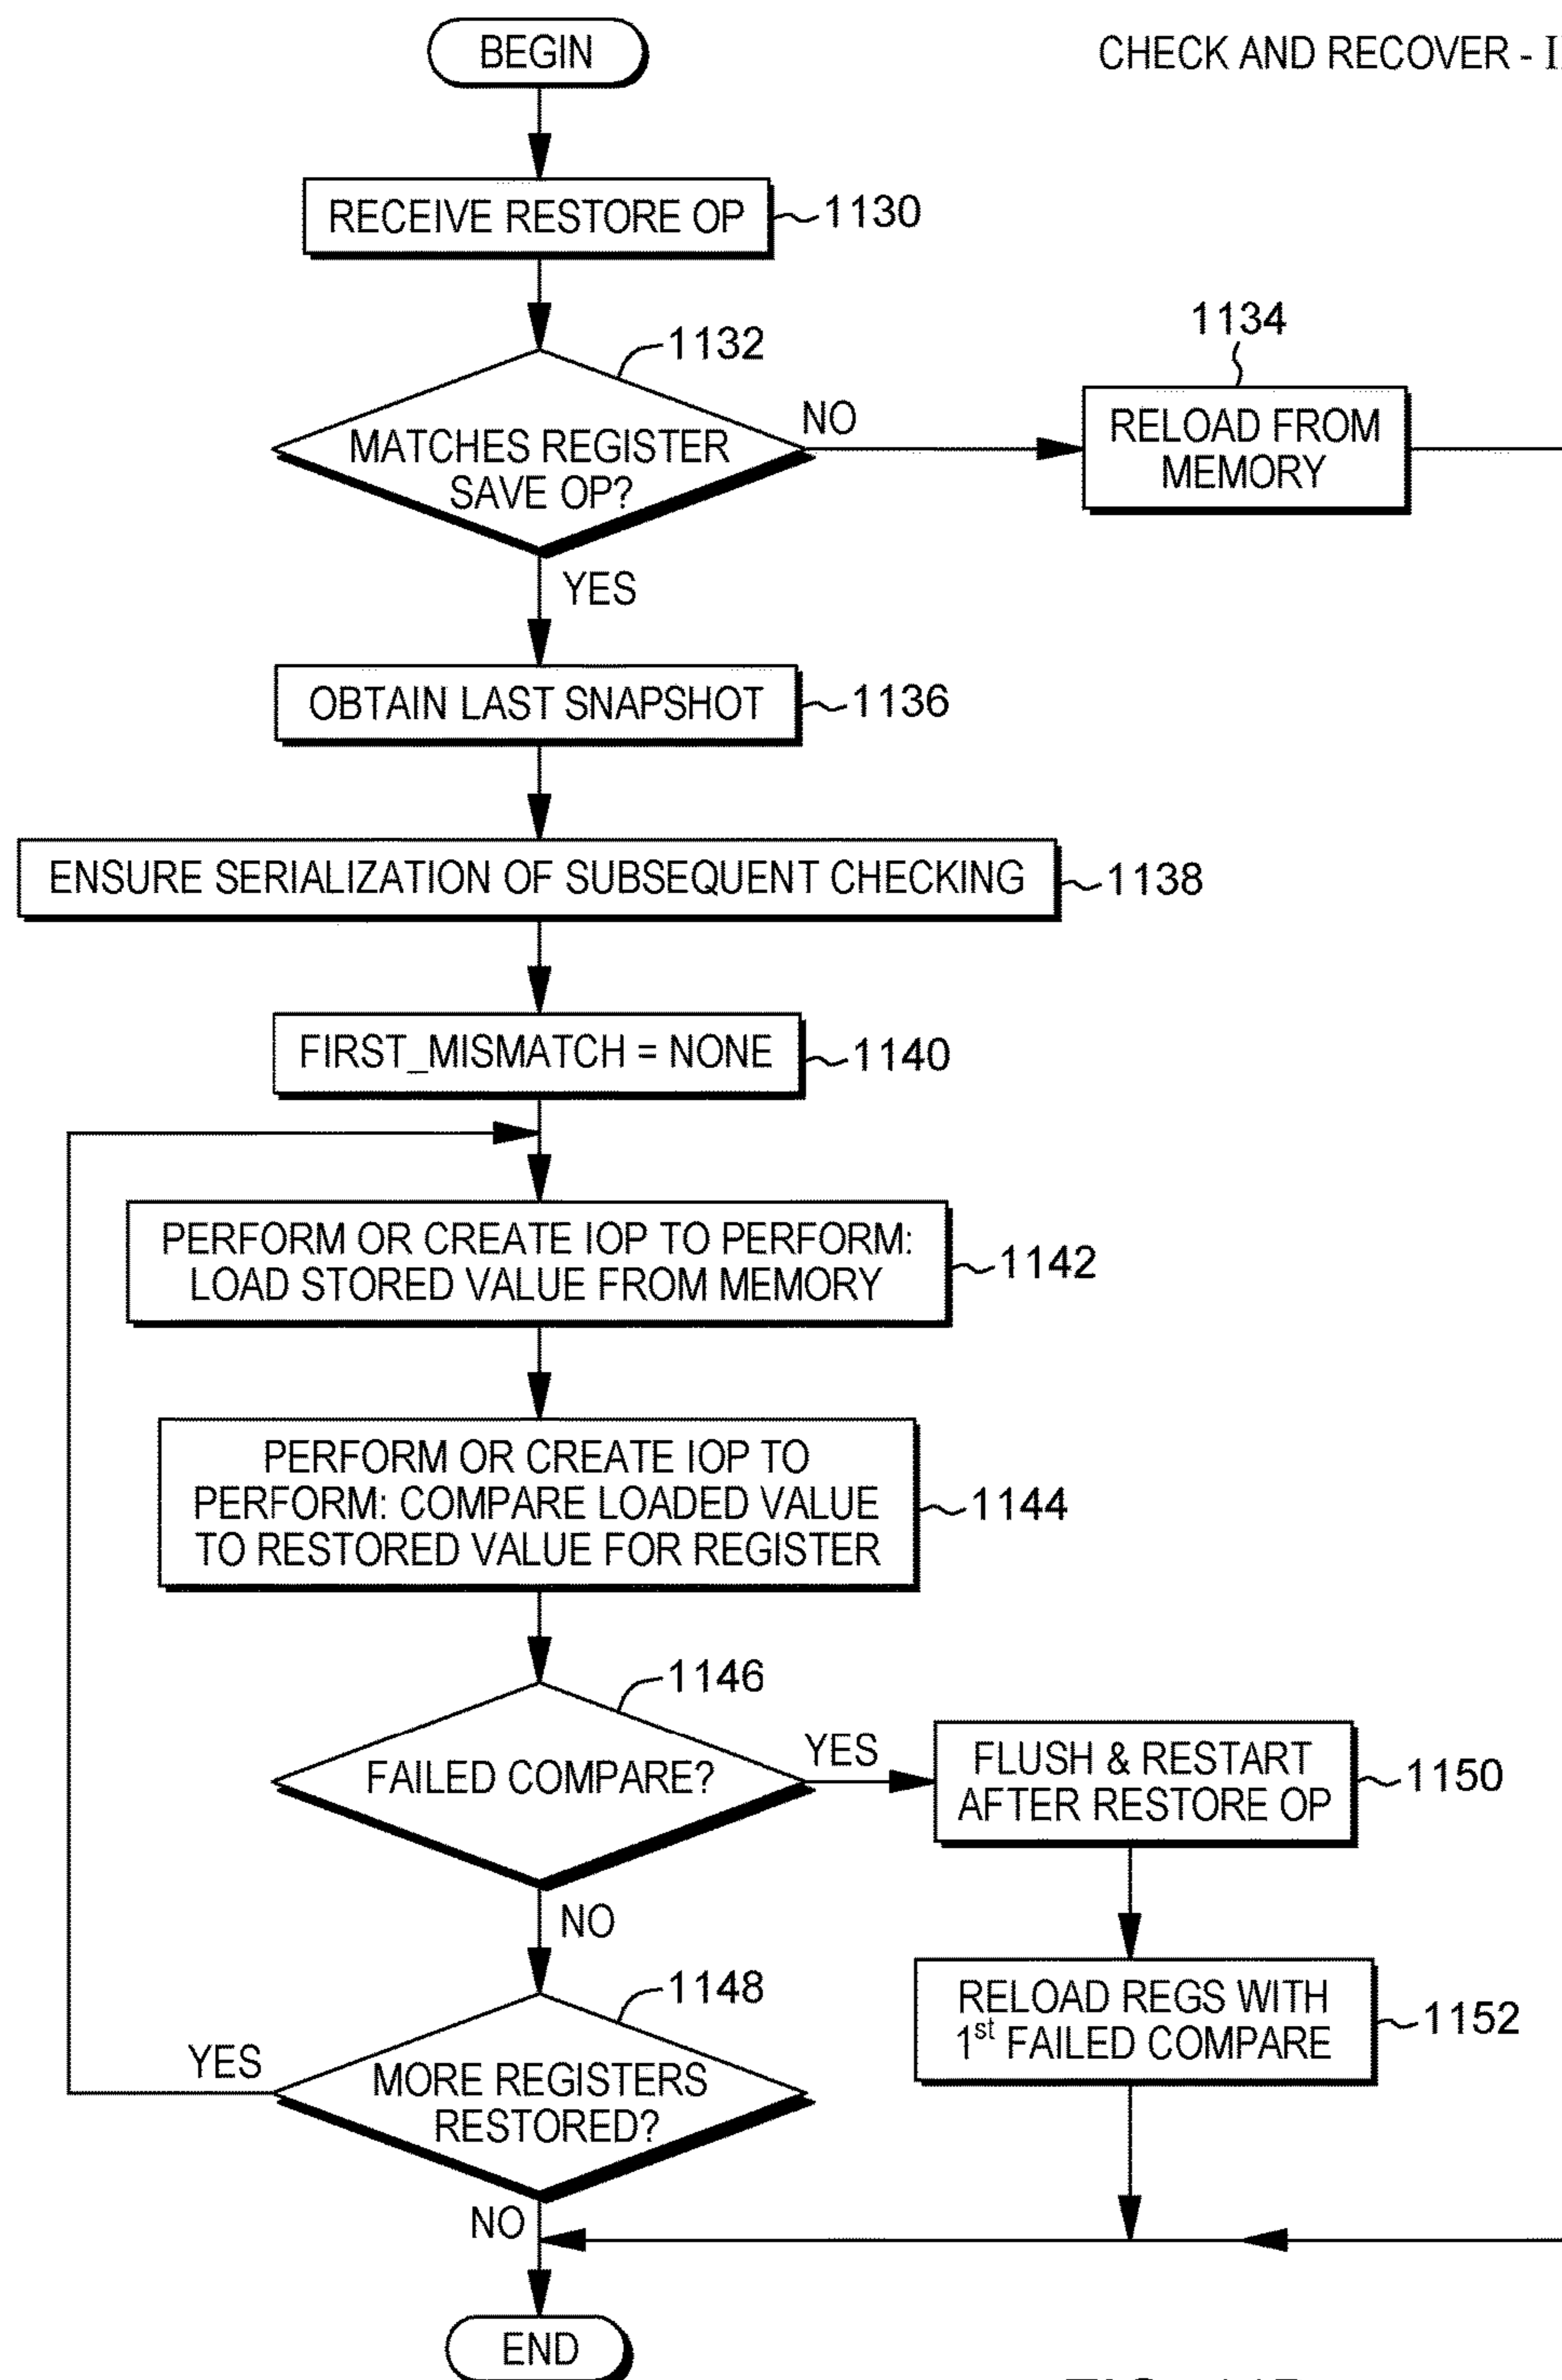 BEGIN
CHECK AND RECOVER -
RECEIVE RESTORE OP
1130
1132
MATCHES REGISTER
SAVE OP?
NO
1134
RELOAD FROM
MEMORY
YES
OBTAIN LAST SNAPSHOT
1136
ENSURE SERIALIZATION OF SUBSEQUENT CHECKING
1138
FIRST_MISMATCH = NONE
1140
PERFORM OR CREATE IOP TO PERFORM:
LOAD STORED VALUE FROM MEMORY
1142
PERFORM OR CREATE IOP TO
PERFORM: COMPARE LOADED VALUE
TO RESTORED VALUE FOR REGISTER
1144
1146
FAILED COMPARE?
YES
FLUSH & RESTART
AFTER RESTORE OP
1150
NO
1148
MORE REGISTERS
RESTORED?
YES
RELOAD REGS WITH
1st FAILED COMPARE
1152
NO
END